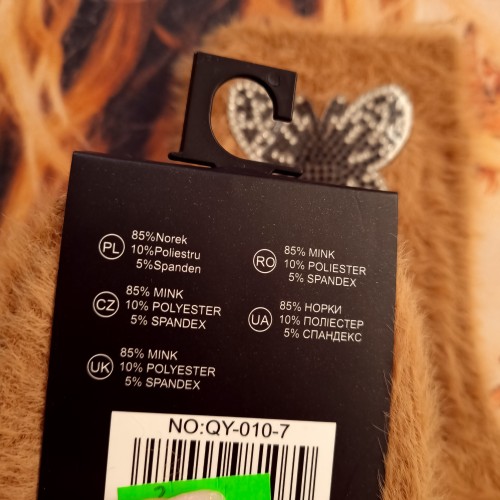 PL
85%Norek
10%Poliestru
5%Spanden
CZ
85% MINK
10% POLYESTER
5% SPANDEX
UK
85% MINK
10% POLYESTER
5% SPANDEX
RO
85% MINK
10% POLIESTER
5% SPANDEX
UA
85% НОРКИ
10% ПОЛІЕСТЕР
5% СПАНДЕКС
NO:QY-010-7